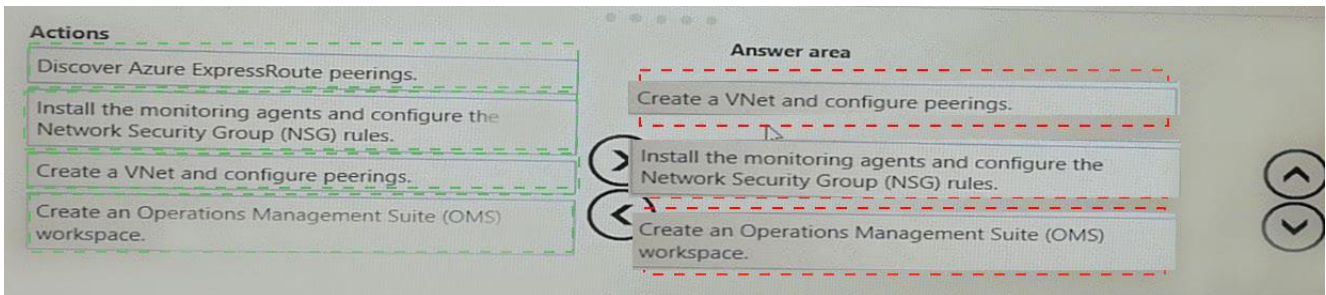 Actions
Discover Azure ExpressRoute peerings.
Install the monitoring agents and configure the
Network Security Group (NSG) rules.
Create a VNet and configure peerings.
Create an Operations Management Suite (OMS)
workspace.
Answer area
Create a VNet and configure peerings.
Install the monitoring agents and configure the
Network Security Group (NSG) rules.
Create an Operations Management Suite (OMS)
workspace.